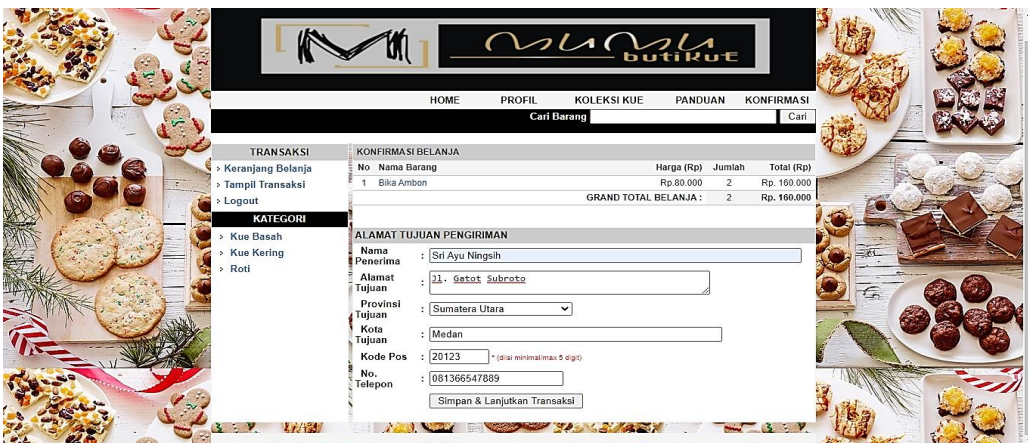 [M] mumu
butikue
HOME PROFIL KOLEKSI KUE PANDUAN KONFIRMASI
Cari Barang Cari
TRANSAKSI
› Keranjang Belanja
› Tampil Transaksi
› Logout
KATEGORI
› Kue Basah
› Kue Kering
› Roti
KONFIRMASI BELANJA
No Nama Barang Harga (Rp) Jumlah Total (Rp)
1 Bika Ambon Rp.80.000 2 Rp. 160.000
GRAND TOTAL BELANJA : 2 Rp. 160.000
ALAMAT TUJUAN PENGIRIMAN
Nama Penerima : Sri Ayu Ningsih
Alamat Tujuan : Jl. Gatot Subroto
Provinsi Tujuan : Sumatera Utara
Kota Tujuan : Medan
Kode Pos : 20123 * (diisi minimal/max 5 digit)
No. Telepon : 081366547889
Simpan & Lanjutkan Transaksi